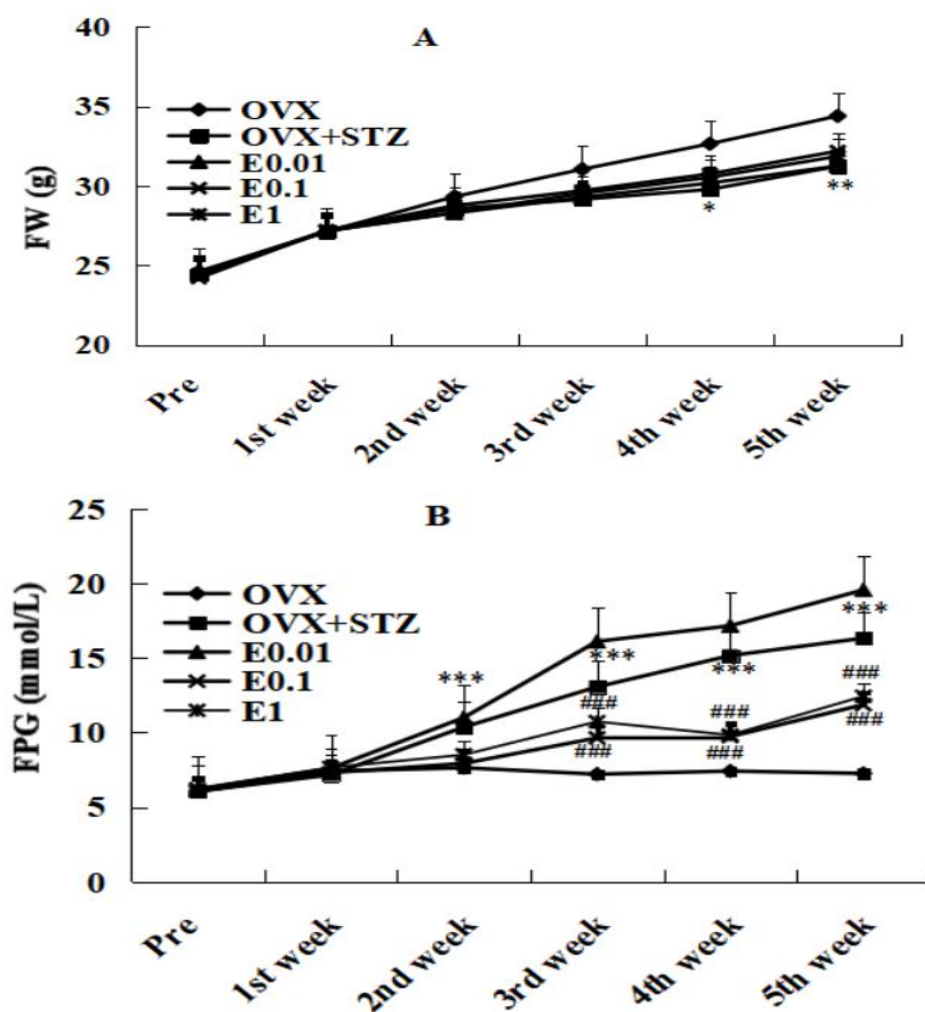 A
40
35
30
25
20
FW (g)
OVX
OVX+STZ
E0.01
E0.1
E1
*
**
Pre
1st week
2nd week
3rd week
4th week
5th week
B
25
20
15
10
5
0
FPG (mmol/L)
OVX
OVX+STZ
E0.01
E0.1
E1
***
***
***
***
###
###
###
###
###
###
Pre
1st week
2nd week
3rd week
4th week
5th week